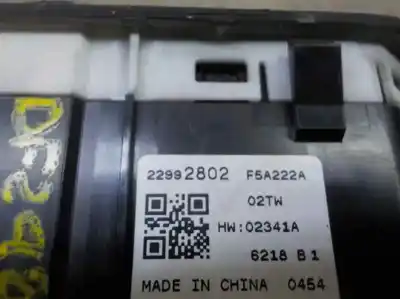 22992802 F5A222A
02TW
HW:02341A
6218 B1
MADE IN CHINA 0454